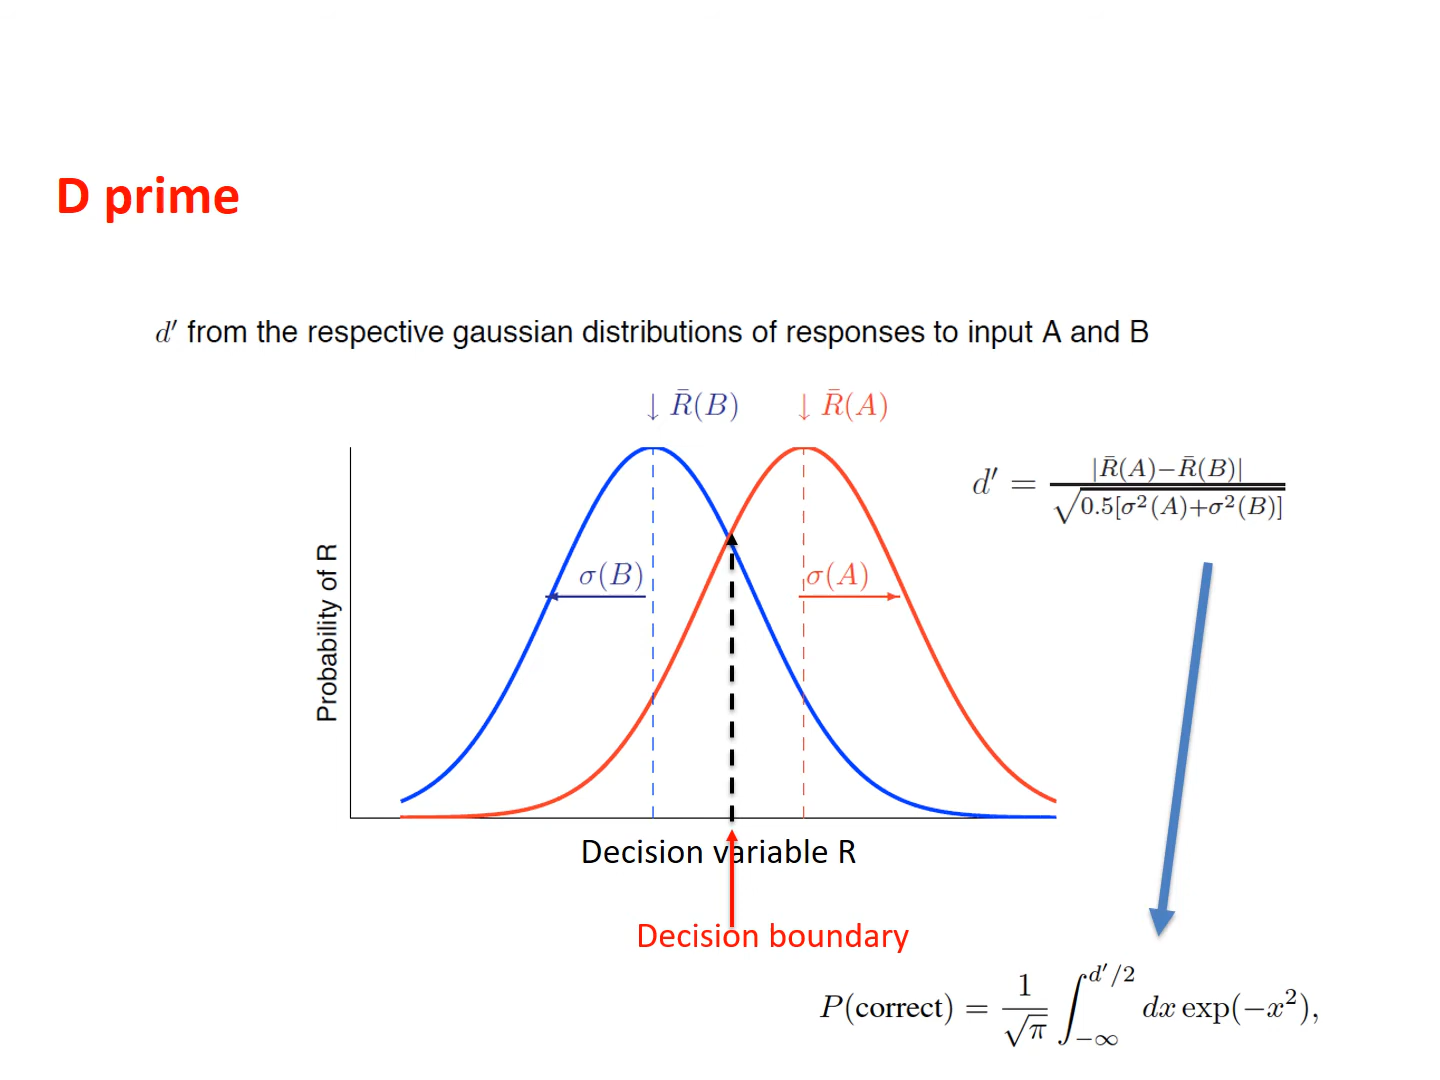 D prime
d′ from the respective gaussian distributions of responses to input A and B
↓ R̄(B) ↓ R̄(A)
d′ = |R̄(A)−R̄(B)| / √0.5[σ²(A)+σ²(B)]
σ(B) σ(A)
Probability of R
Decision variable R
Decision boundary
P(correct) = 1/√π ∫_{−∞}^{d′/2} dx exp(−x²),